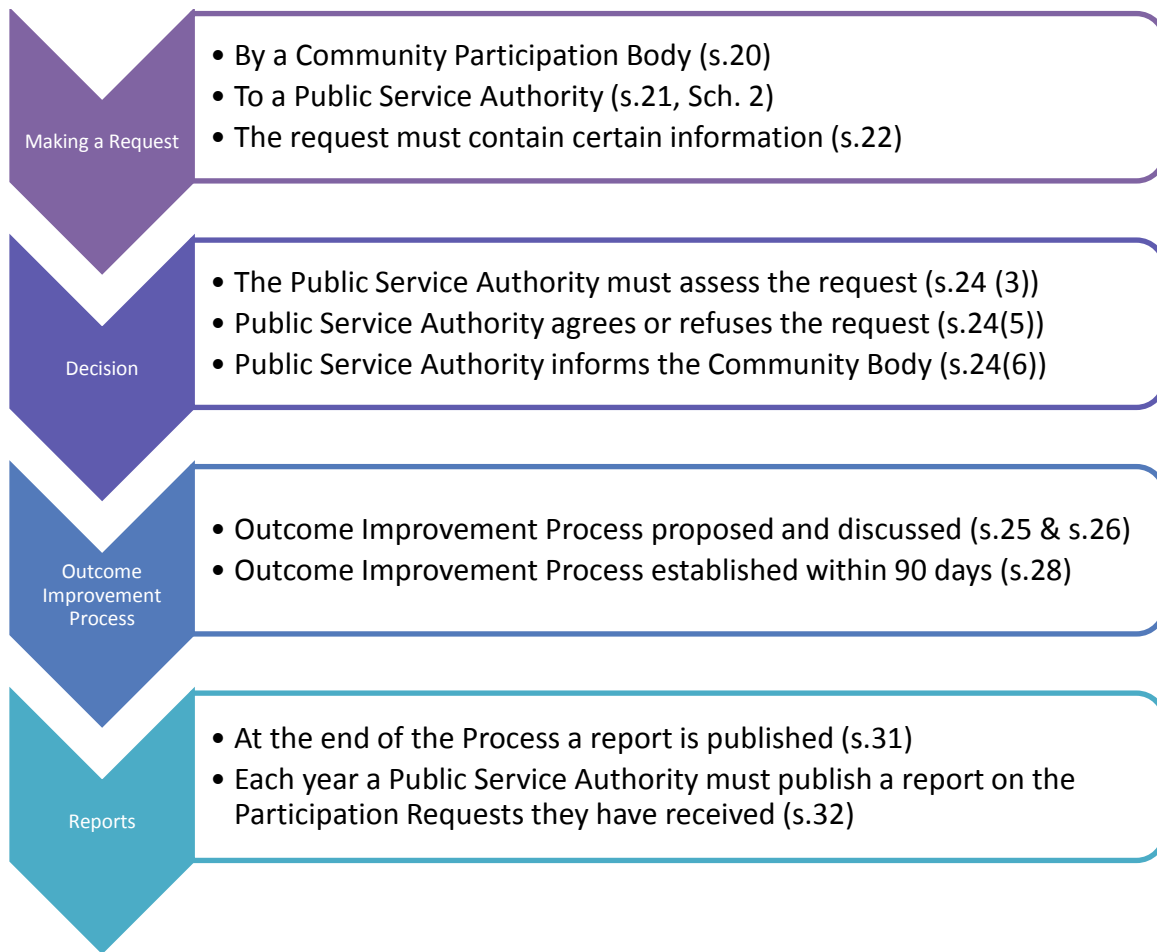 Making a Request
• By a Community Participation Body (s.20)
• To a Public Service Authority (s.21, Sch. 2)
• The request must contain certain information (s.22)
Decision
• The Public Service Authority must assess the request (s.24 (3))
• Public Service Authority agrees or refuses the request (s.24(5))
• Public Service Authority informs the Community Body (s.24(6))
Outcome
Improvement
Process
• Outcome Improvement Process proposed and discussed (s.25 & s.26)
• Outcome Improvement Process established within 90 days (s.28)
Reports
• At the end of the Process a report is published (s.31)
• Each year a Public Service Authority must publish a report on the
Participation Requests they have received (s.32)